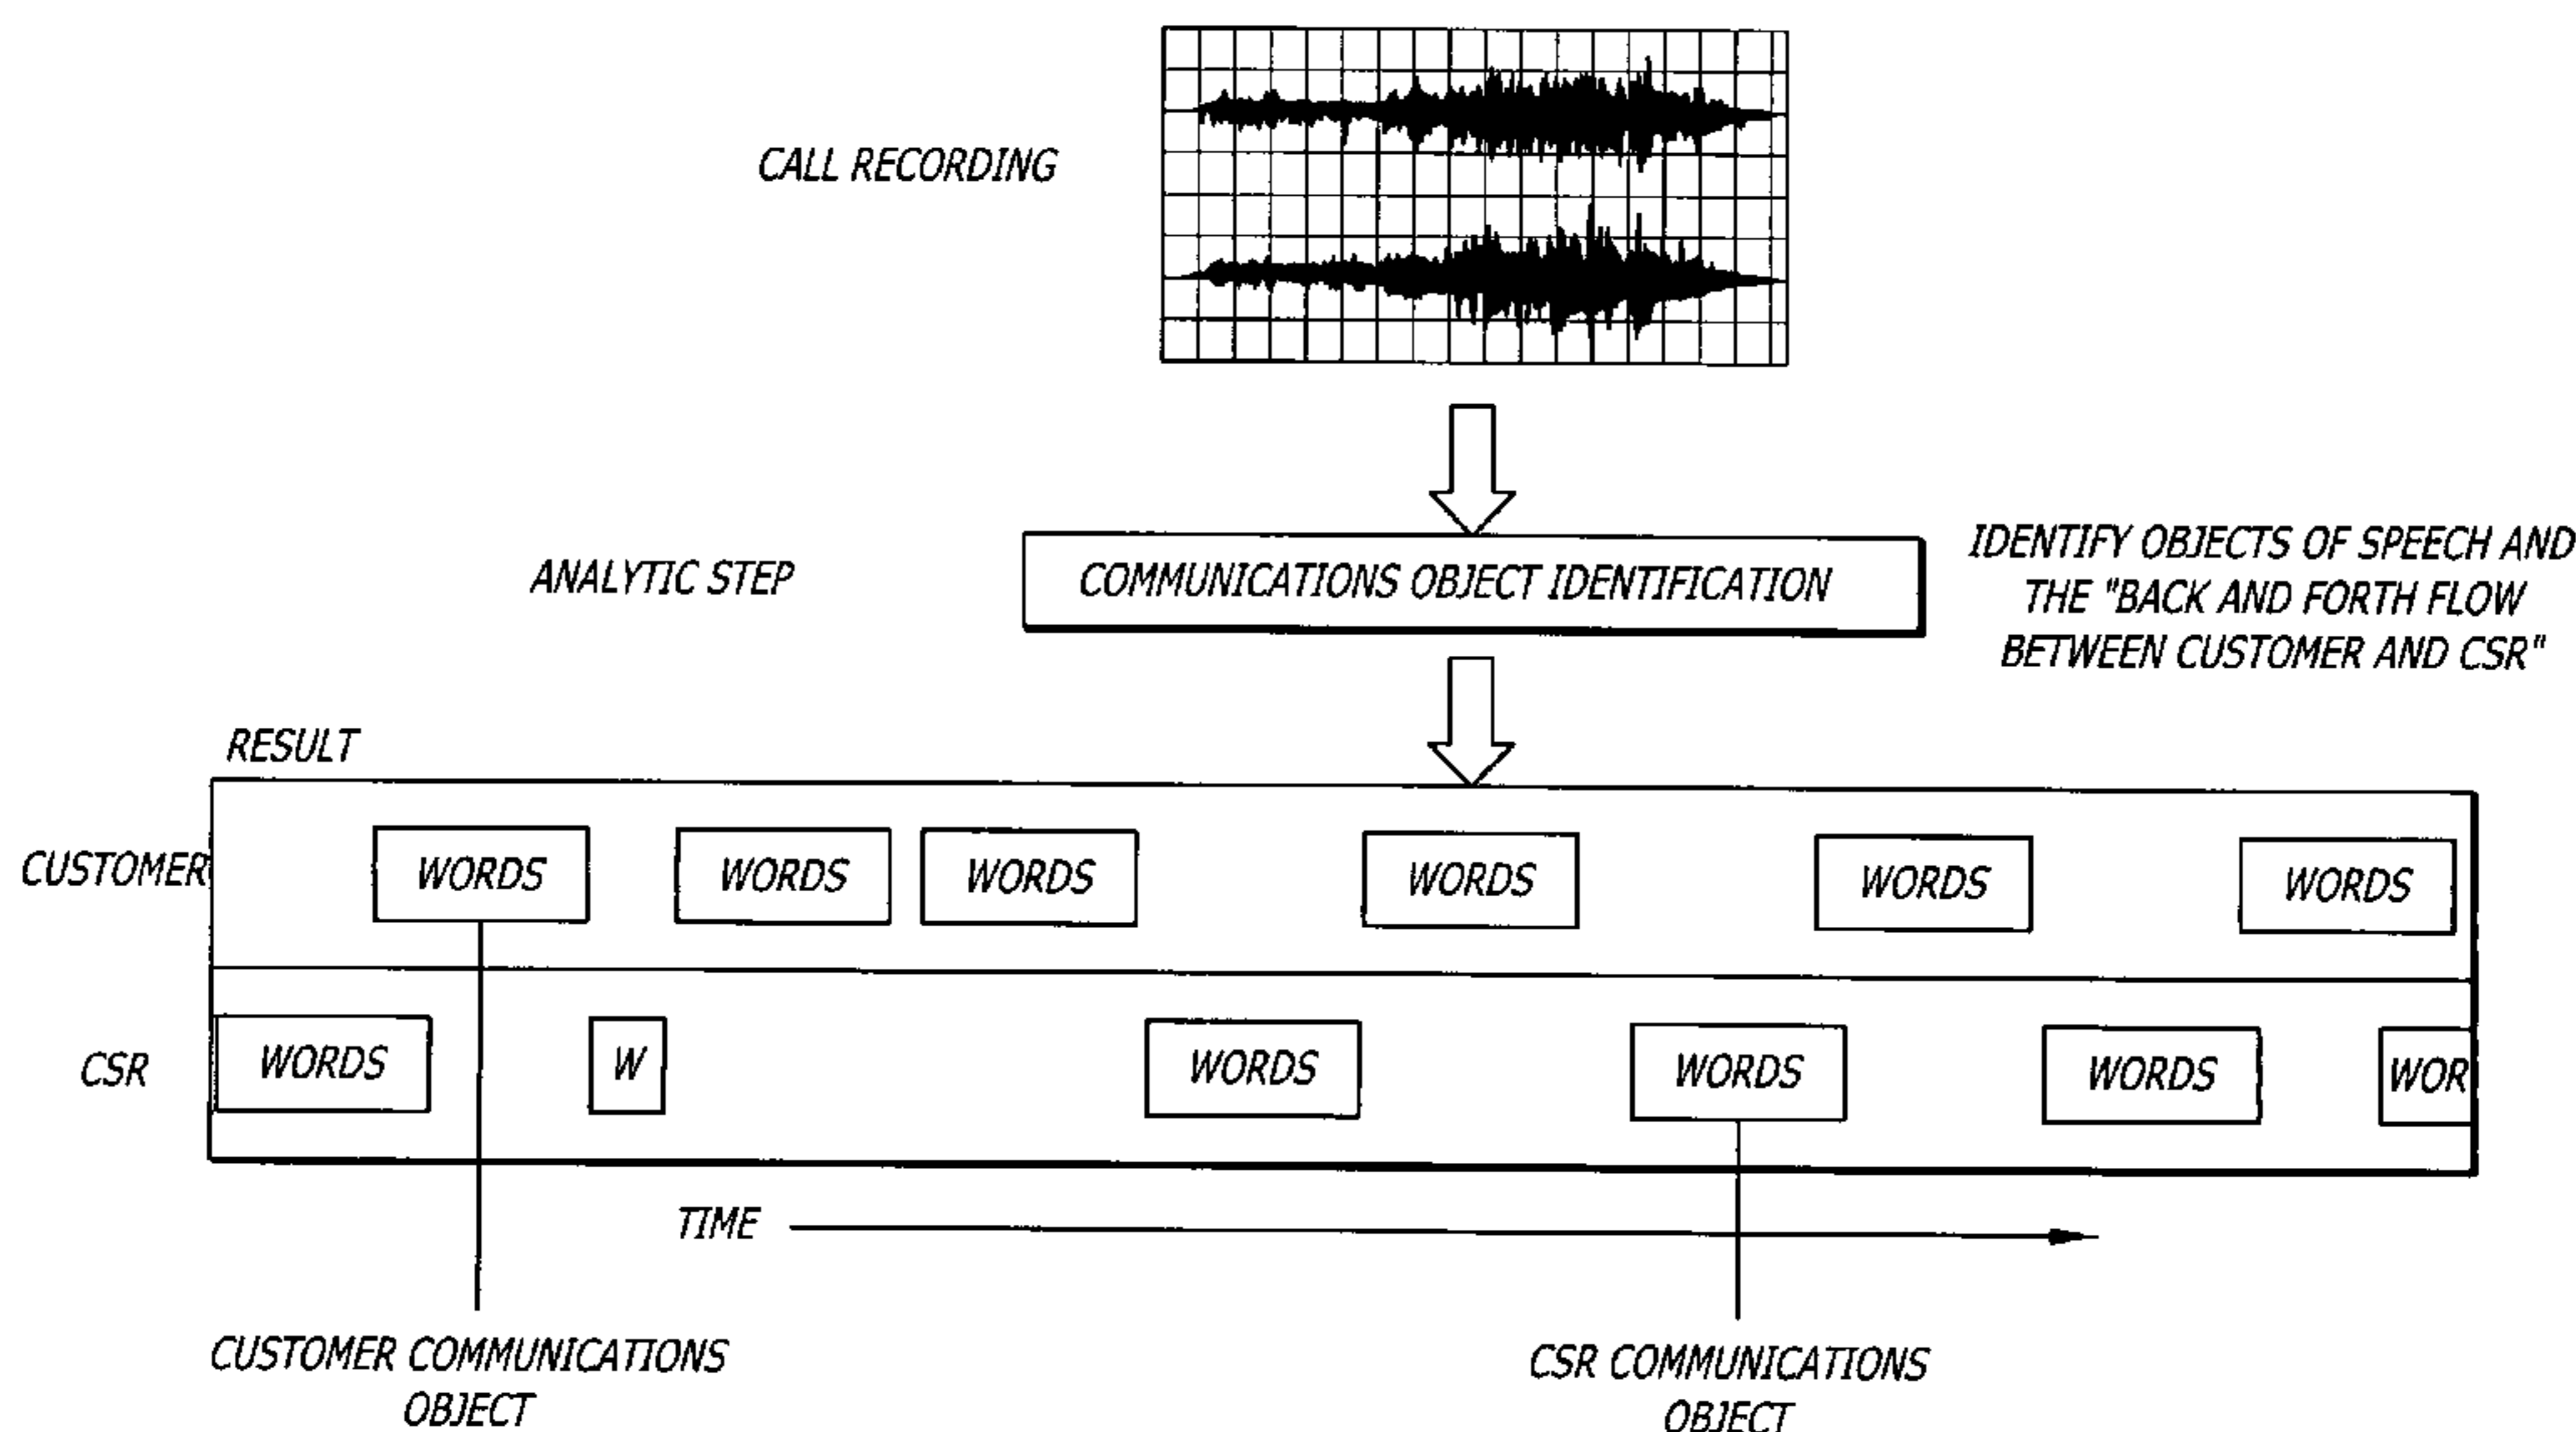 CALL RECORDING
ANALYTIC STEP
COMMUNICATIONS OBJECT IDENTIFICATION
IDENTIFY OBJECTS OF SPEECH AND
THE "BACK AND FORTH FLOW
BETWEEN CUSTOMER AND CSR"
RESULT
CUSTOMER
WORDS
WORDS
WORDS
WORDS
WORDS
WORDS
CSR
WORDS
W
WORDS
WORDS
WORDS
WOR
TIME
CUSTOMER COMMUNICATIONS
OBJECT
CSR COMMUNICATIONS
OBJECT